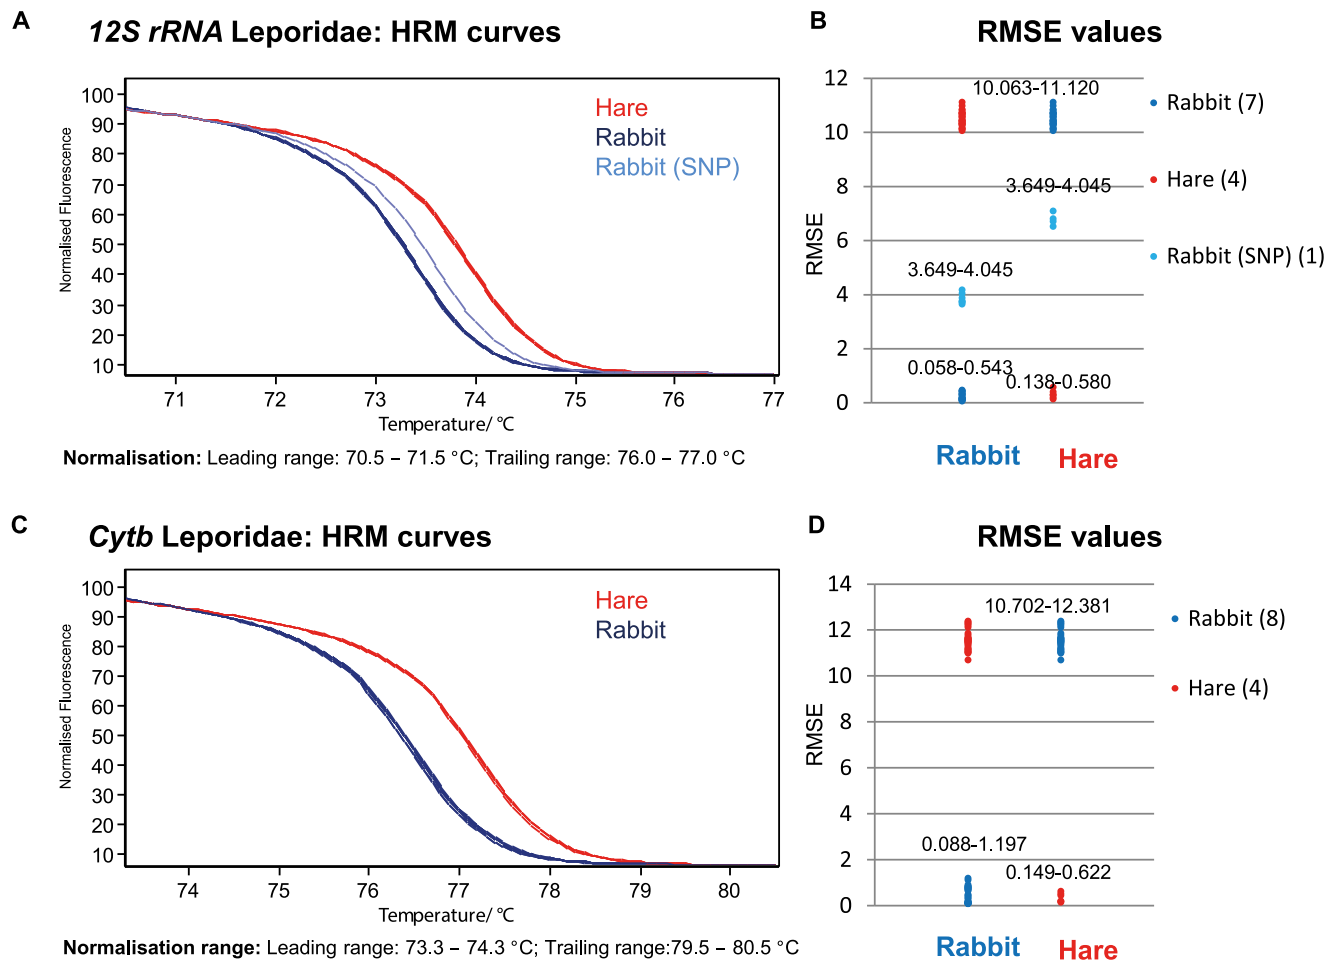 A
12S rRNA Leporidae: HRM curves
Normalised Fluorescence
100
90
80
70
60
50
40
30
20
10
Hare
Rabbit
Rabbit (SNP)
71 72 73 74 75 76 77
Temperature/ °C
Normalisation: Leading range: 70.5 – 71.5 °C; Trailing range: 76.0 – 77.0 °C
B
RMSE values
RMSE
12
10
8
6
4
2
0
10.063-11.120
3.649-4.045
3.649-4.045
0.058-0.543
0.138-0.580
Rabbit Hare
Rabbit (7)
Hare (4)
Rabbit (SNP) (1)
C
Cytb Leporidae: HRM curves
Normalised Fluorescence
100
90
80
70
60
50
40
30
20
10
Hare
Rabbit
74 75 76 77 78 79 80
Temperature/ °C
Normalisation range: Leading range: 73.3 – 74.3 °C; Trailing range:79.5 – 80.5 °C
D
RMSE values
RMSE
14
12
10
8
6
4
2
0
10.702-12.381
0.088-1.197
0.149-0.622
Rabbit Hare
Rabbit (8)
Hare (4)